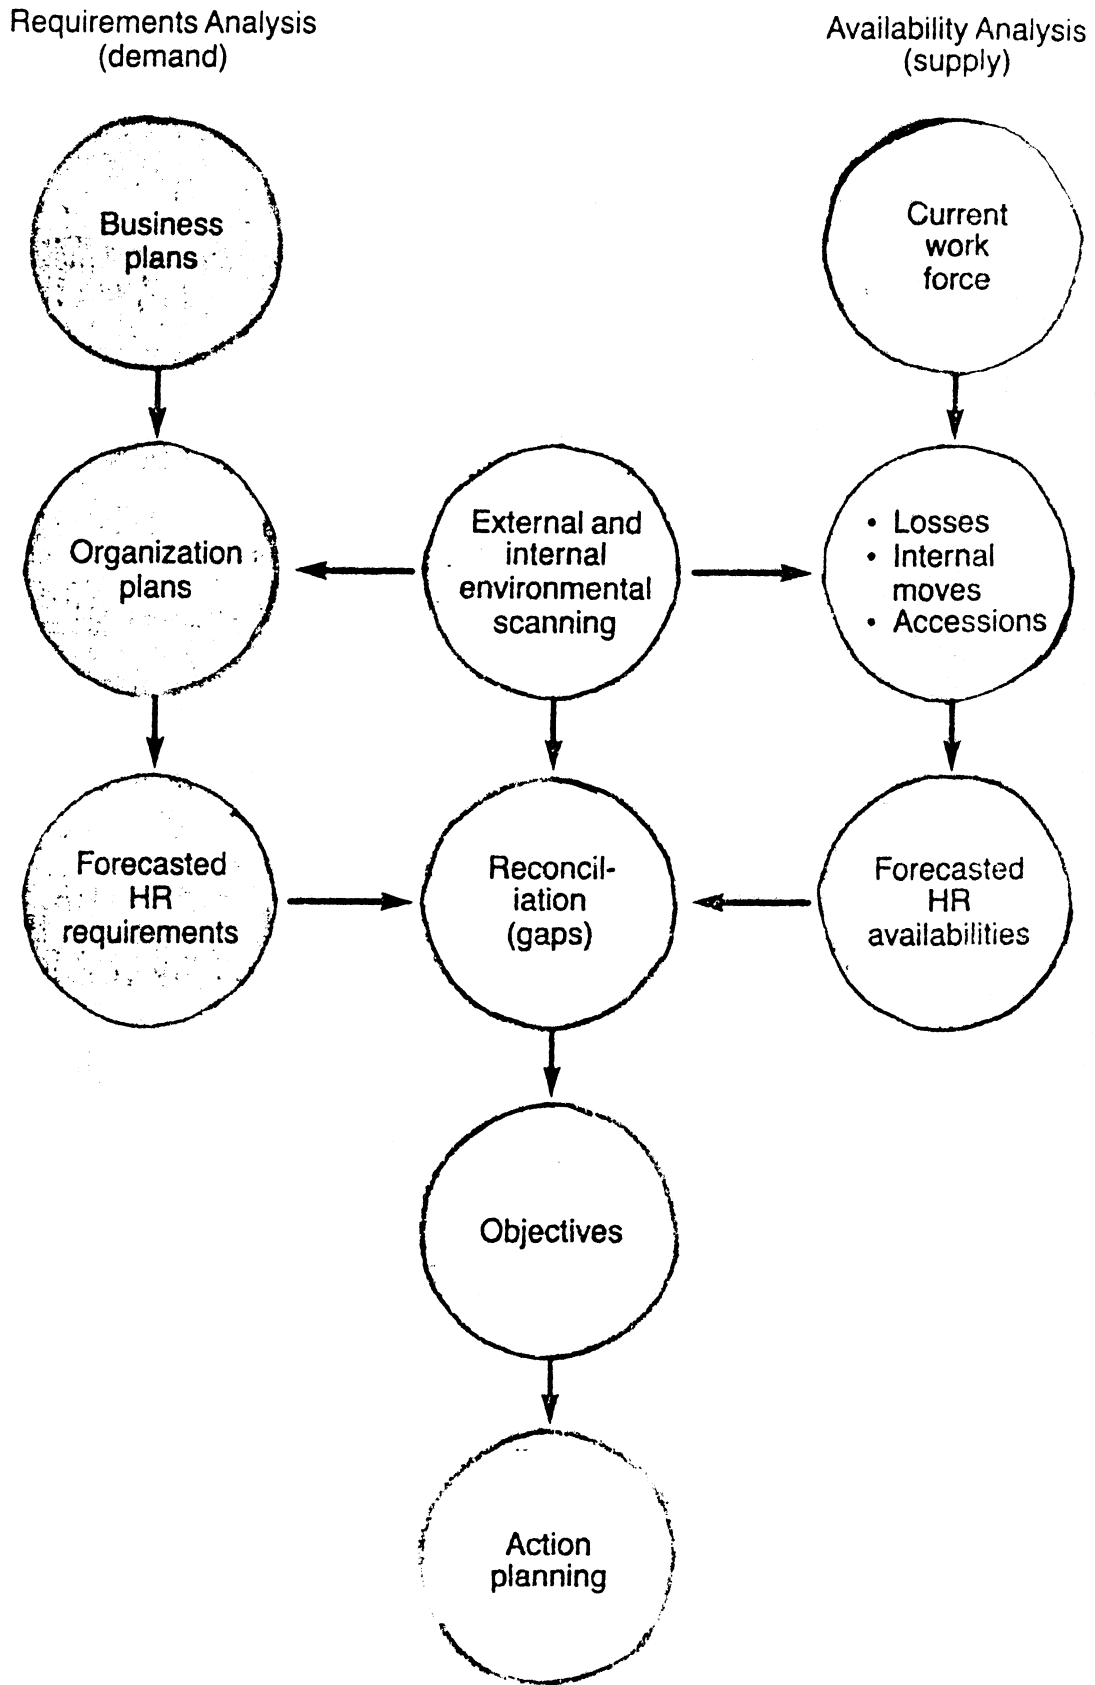 Requirements Analysis
(demand)
Availability Analysis
(supply)
Business
plans
Current
work
force
Organization
plans
External and
internal
environmental
scanning
• Losses
• Internal
moves
• Accessions
Forecasted
HR
requirements
Reconcil-
iation
(gaps)
Forecasted
HR
availabilities
Objectives
Action
planning